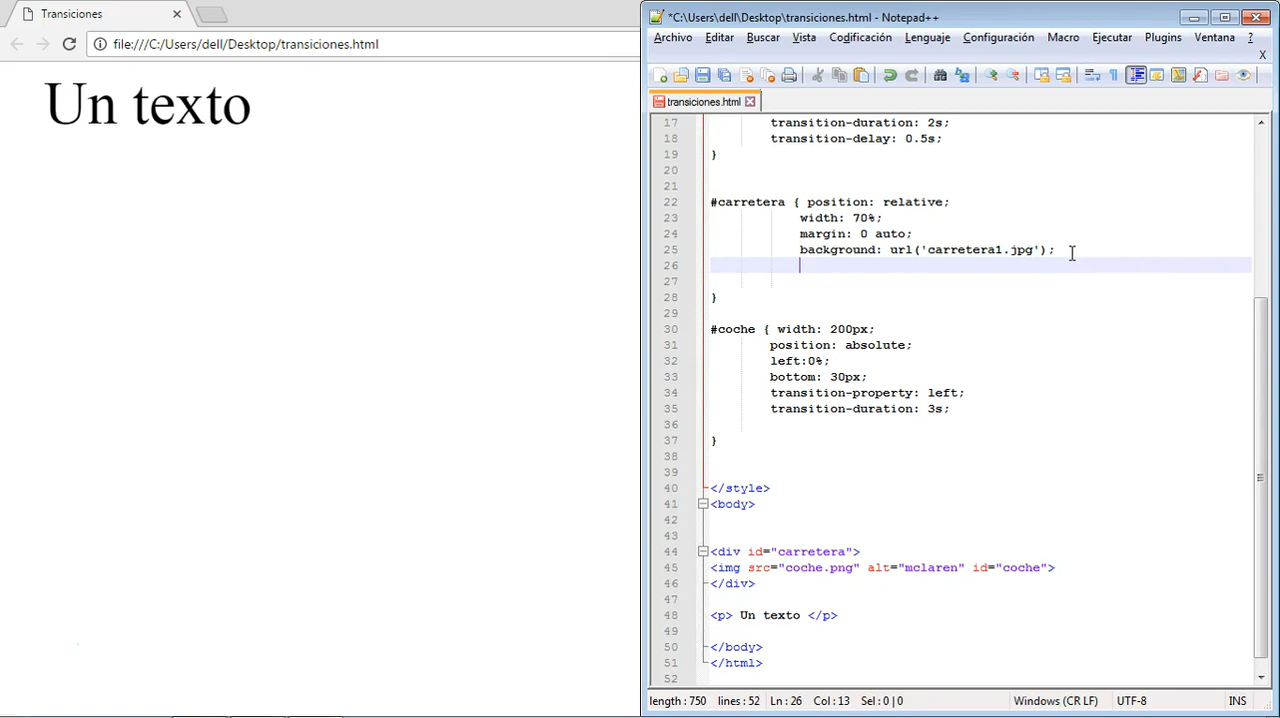 Transiciones
file:///C:/Users/dell/Desktop/transiciones.html
Un texto
*C:\Users\dell\Desktop\transiciones.html - Notepad++
Archivo Editar Buscar Vista Codificación Lenguaje Configuración Macro Ejecutar Plugins Ventana ?
X
transiciones.html
17 transition-duration: 2s;
18 transition-delay: 0.5s;
19 }
20
21
22 #carretera { position: relative;
23 width: 70%;
24 margin: 0 auto;
25 background: url('carretera1.jpg');
26
27
28 }
29
30 #coche { width: 200px;
31 position: absolute;
32 left:0%;
33 bottom: 30px;
34 transition-property: left;
35 transition-duration: 3s;
36
37 }
38
39
40 </style>
41 <body>
42
43
44 <div id="carretera">
45 <img src="coche.png" alt="mclaren" id="coche">
46 </div>
47
48 <p> Un texto </p>
49
50 </body>
51 </html>
52
length : 750 lines : 52 Ln : 26 Col : 13 Sel : 0 | 0 Windows (CR LF) UTF-8 INS